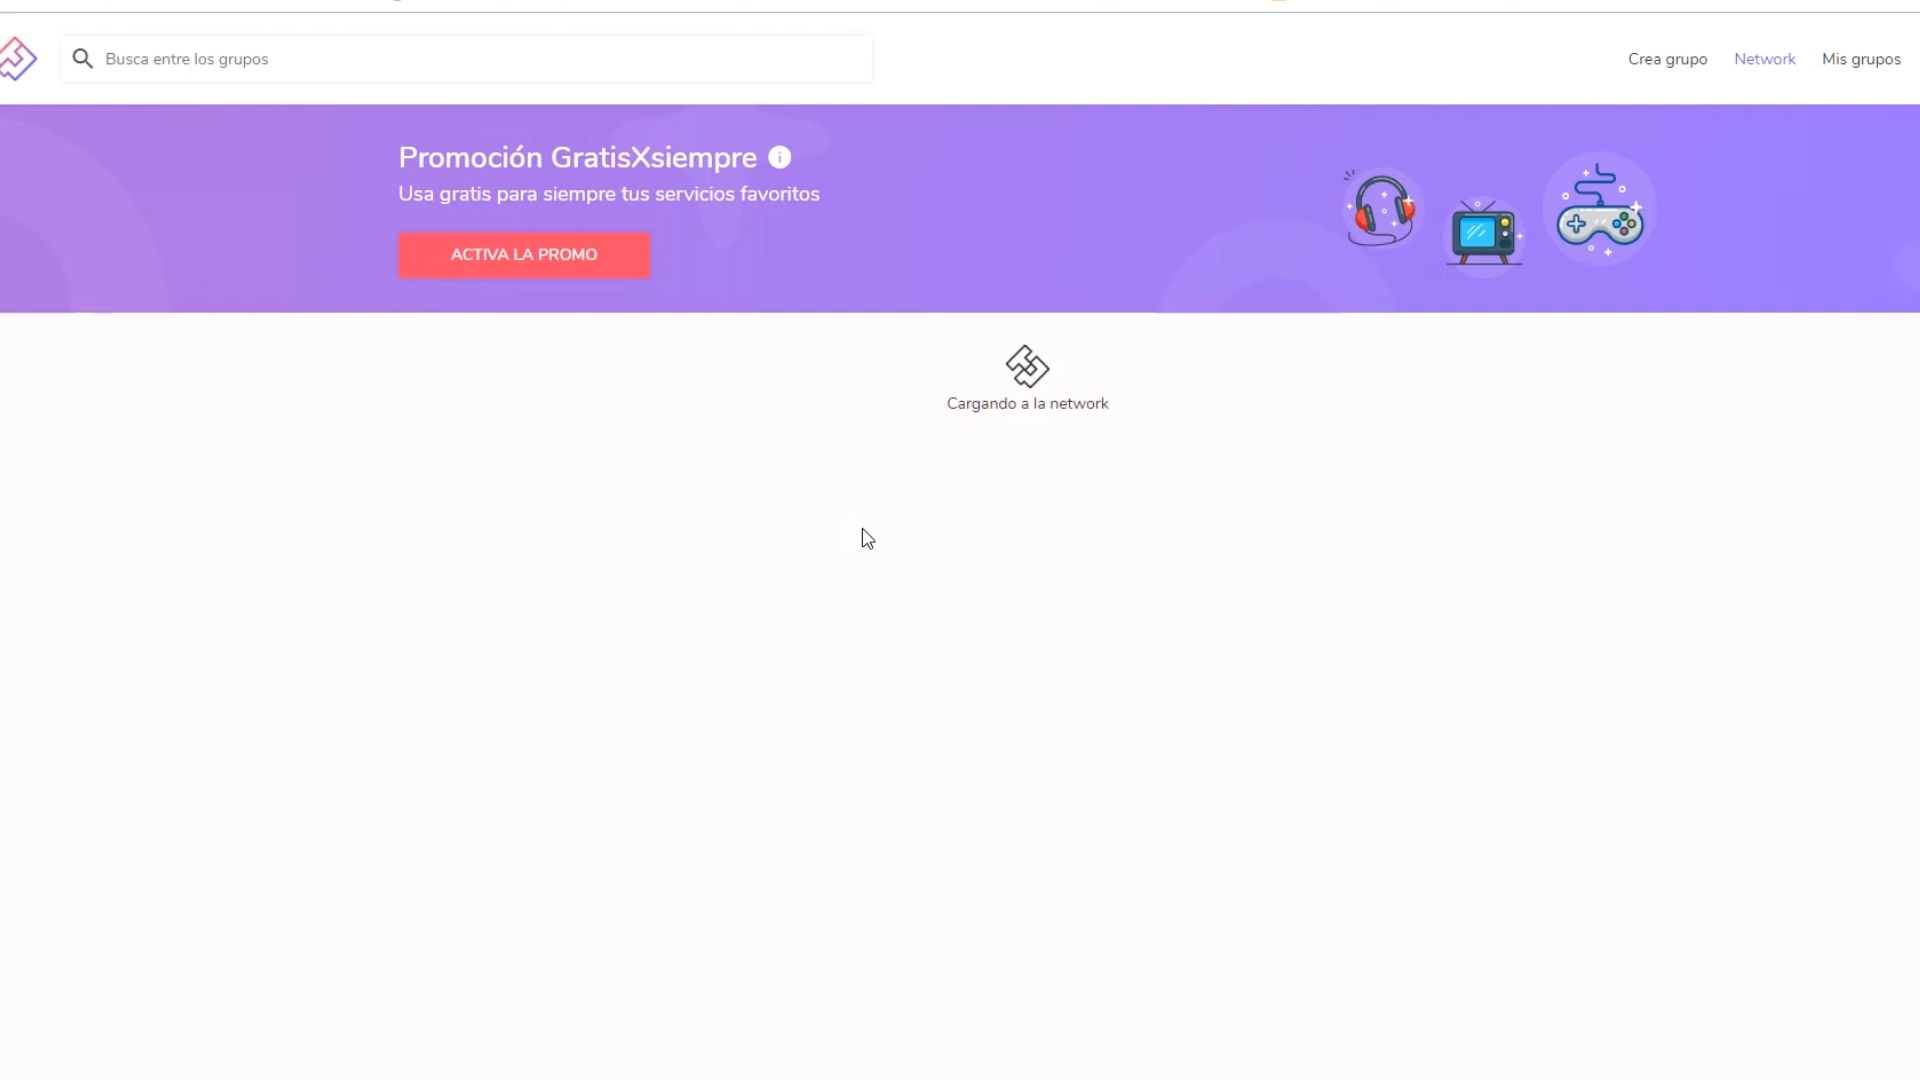 Busca entre los grupos
Crea grupo
Network
Mis grupos
Promoción GratisXsiempre
Usa gratis para siempre tus servicios favoritos
ACTIVA LA PROMO
Cargando a la network